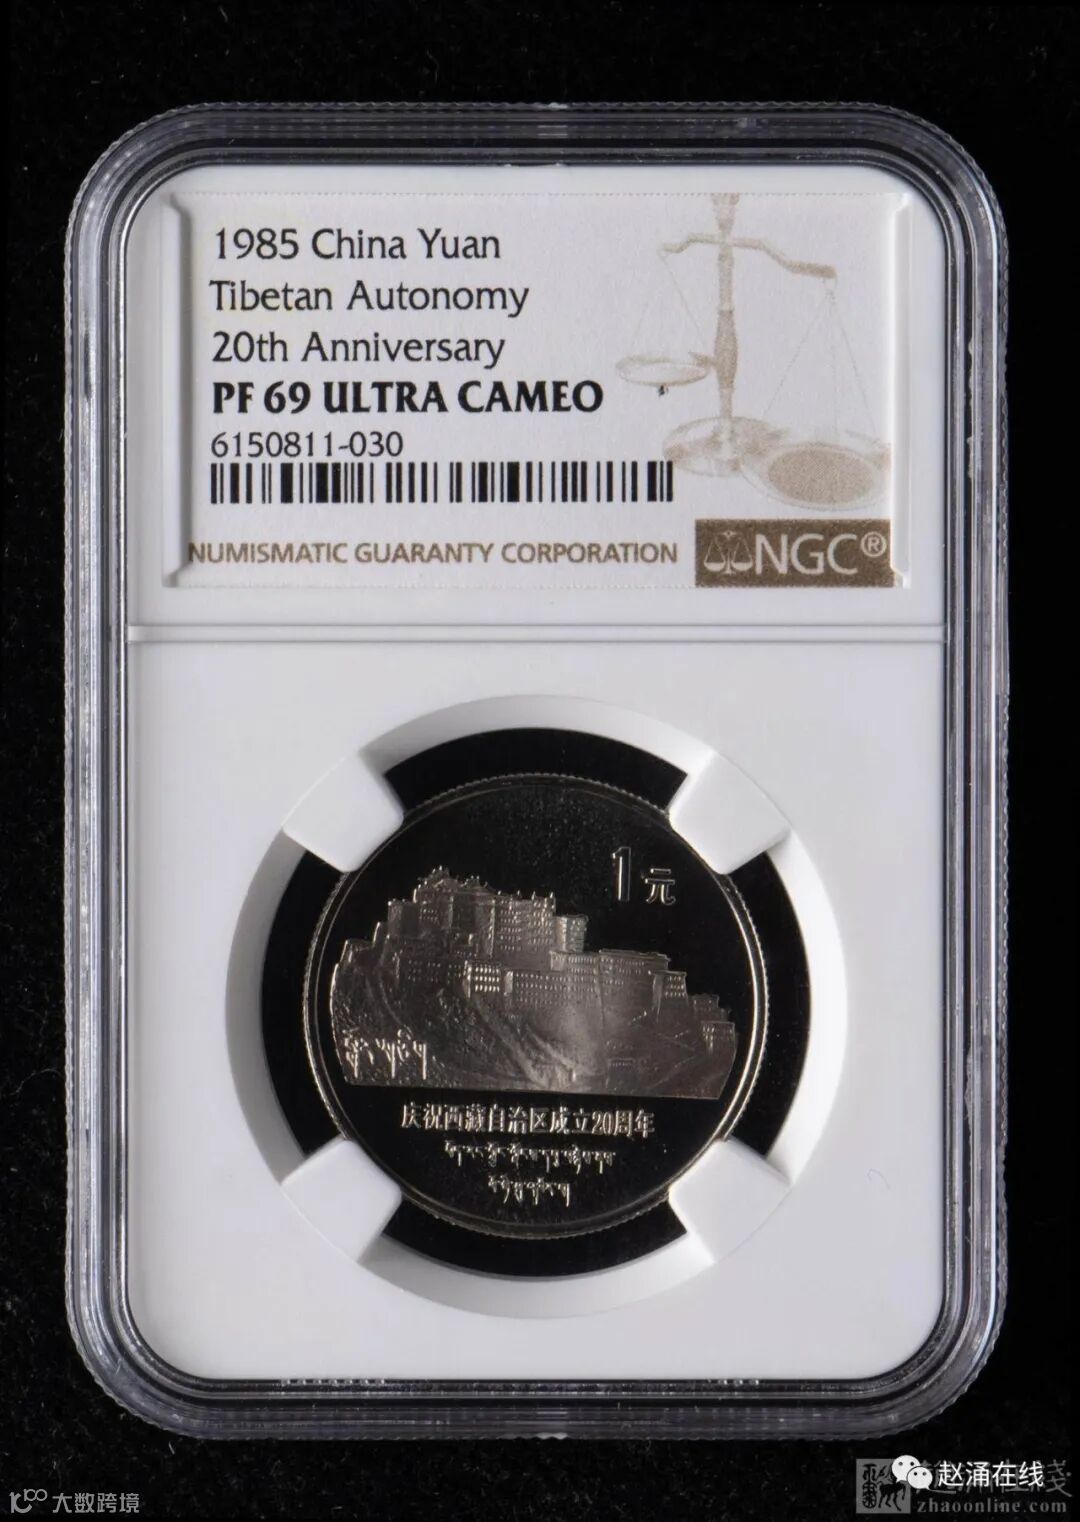 1985 China Yuan
Tibetan Autonomy
20th Anniversary
PF 69 ULTRA CAMEO
6150811-030
NUMISMATIC GUARANTY CORPORATION
NGC®
1元
庆祝西藏自治区成立20周年
大数跨境
赵涌在线
zhaoonline.com